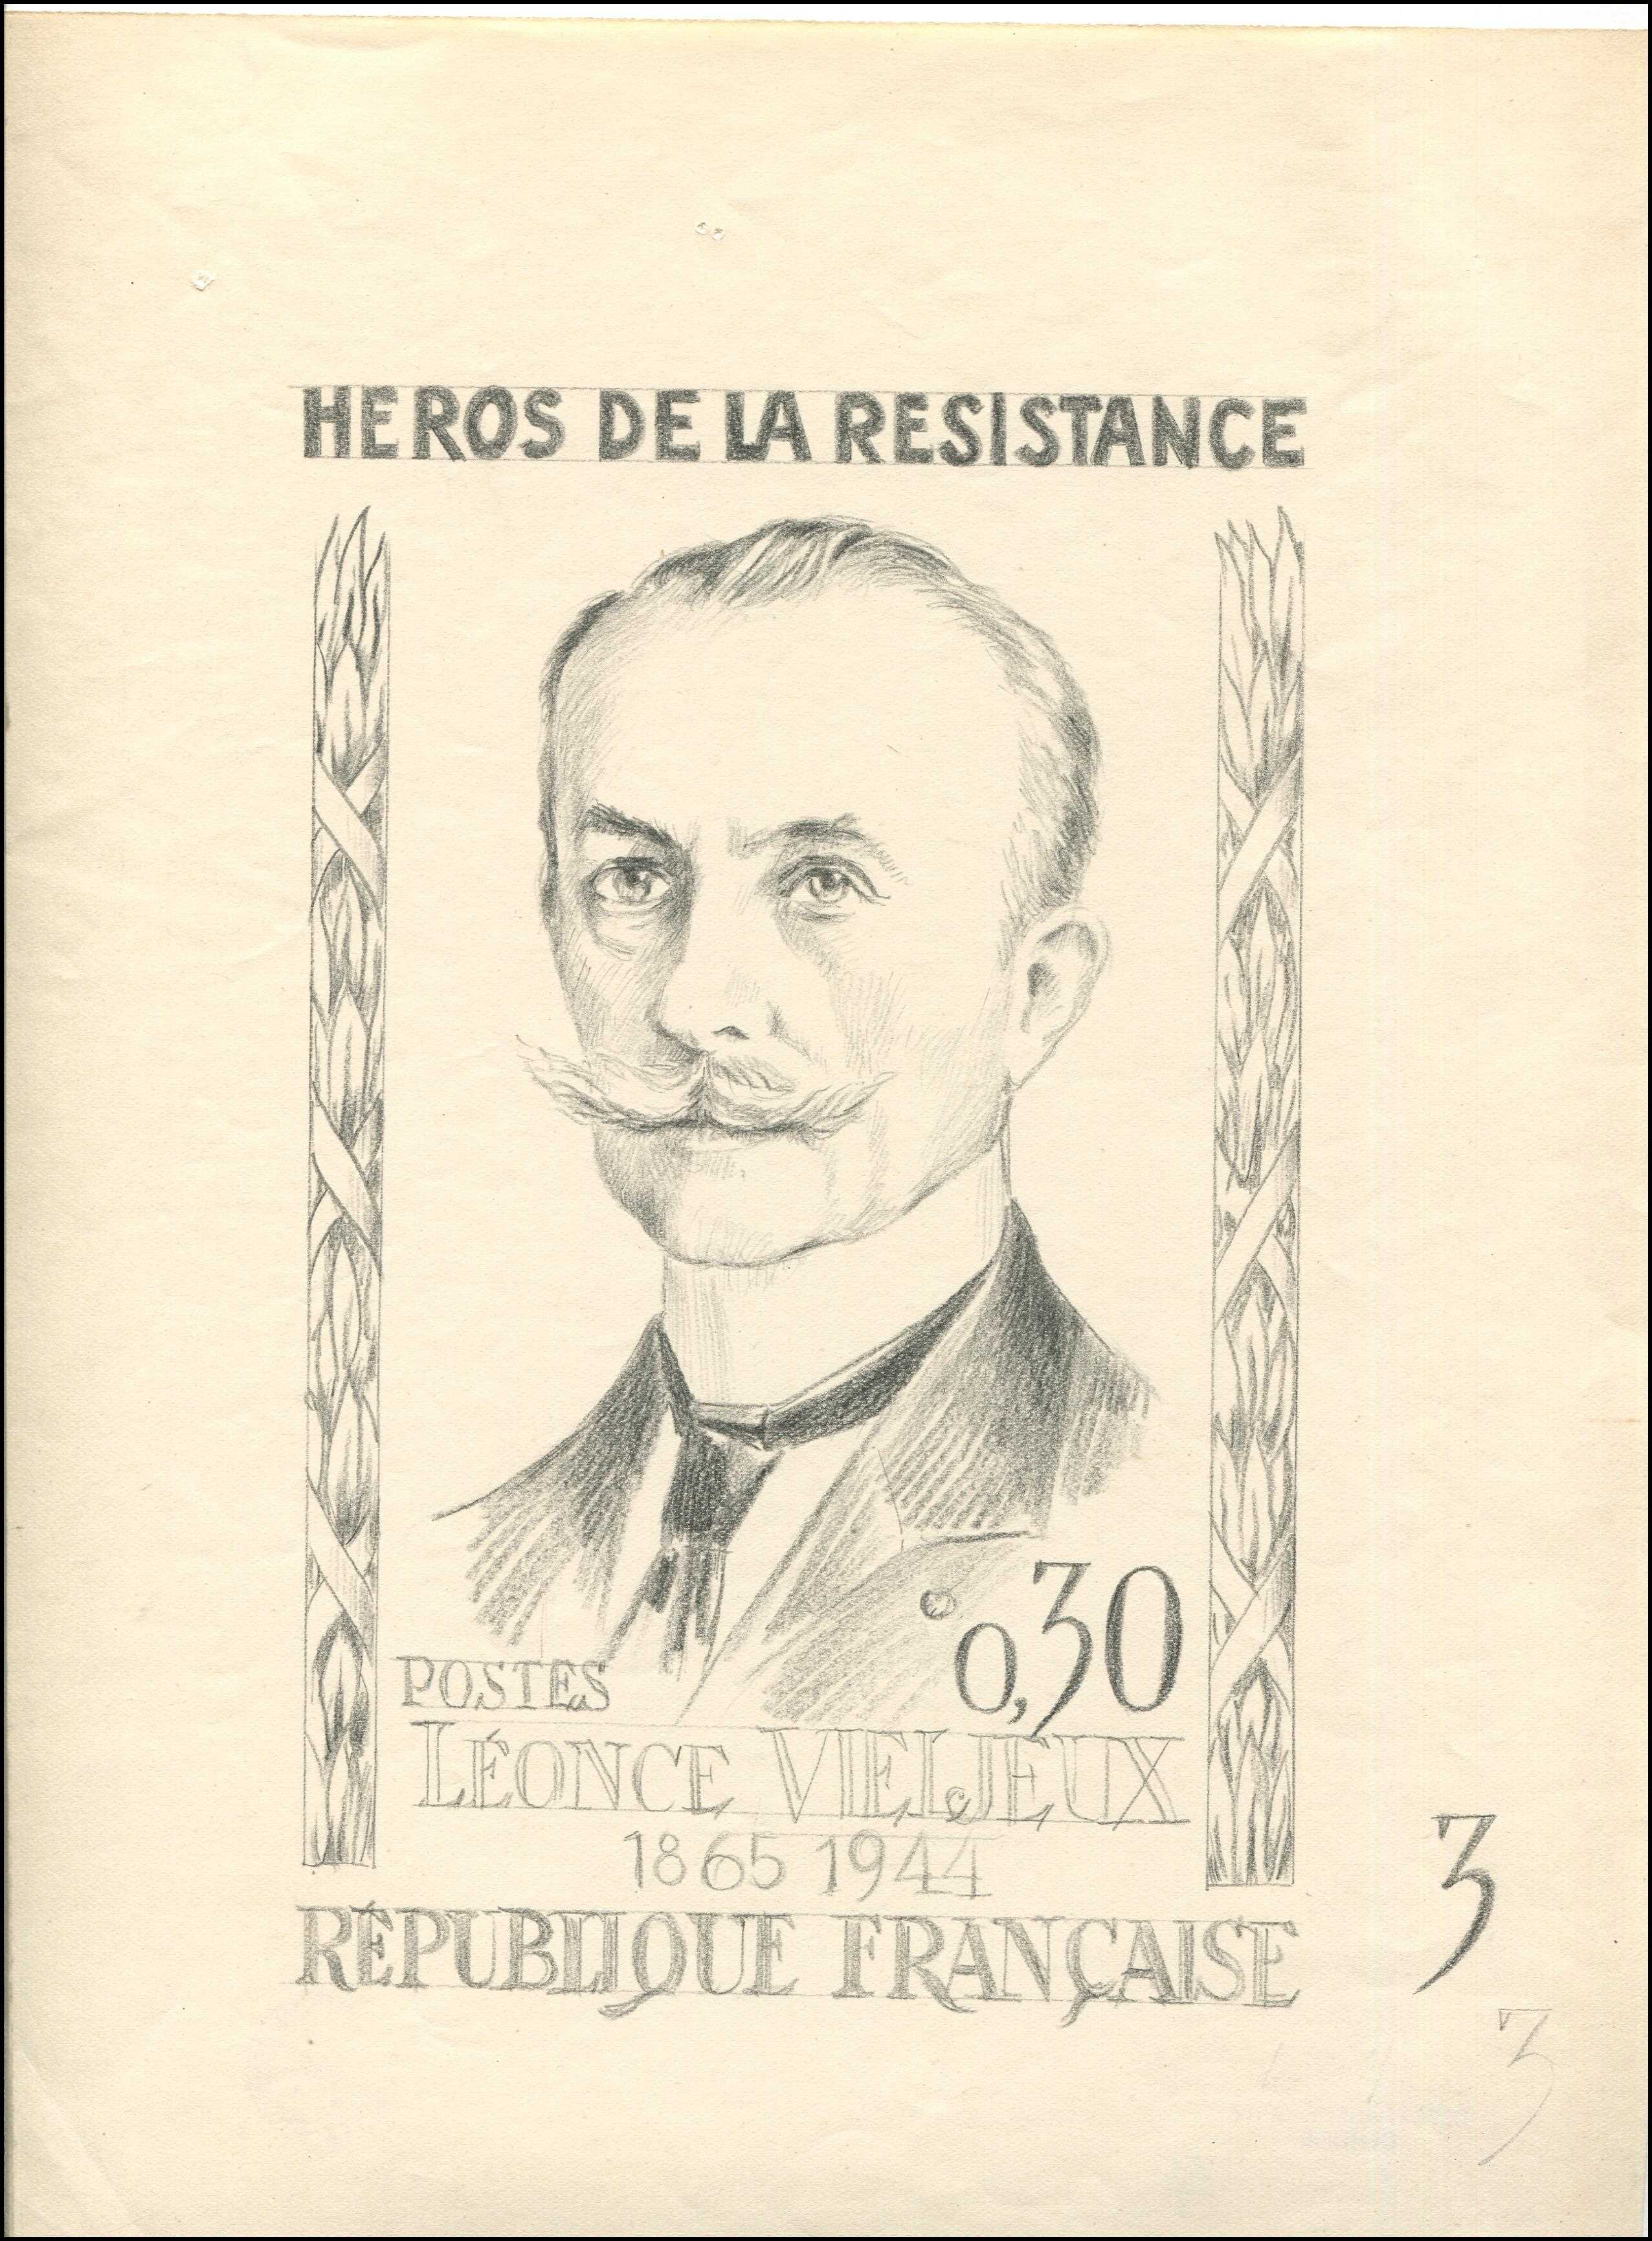 HEROS DE LA RESISTANCE
0,30
POSTES
LÉONCE VIELJEUX
1865 1944
RÉPUBLIQUE FRANÇAISE
3
3